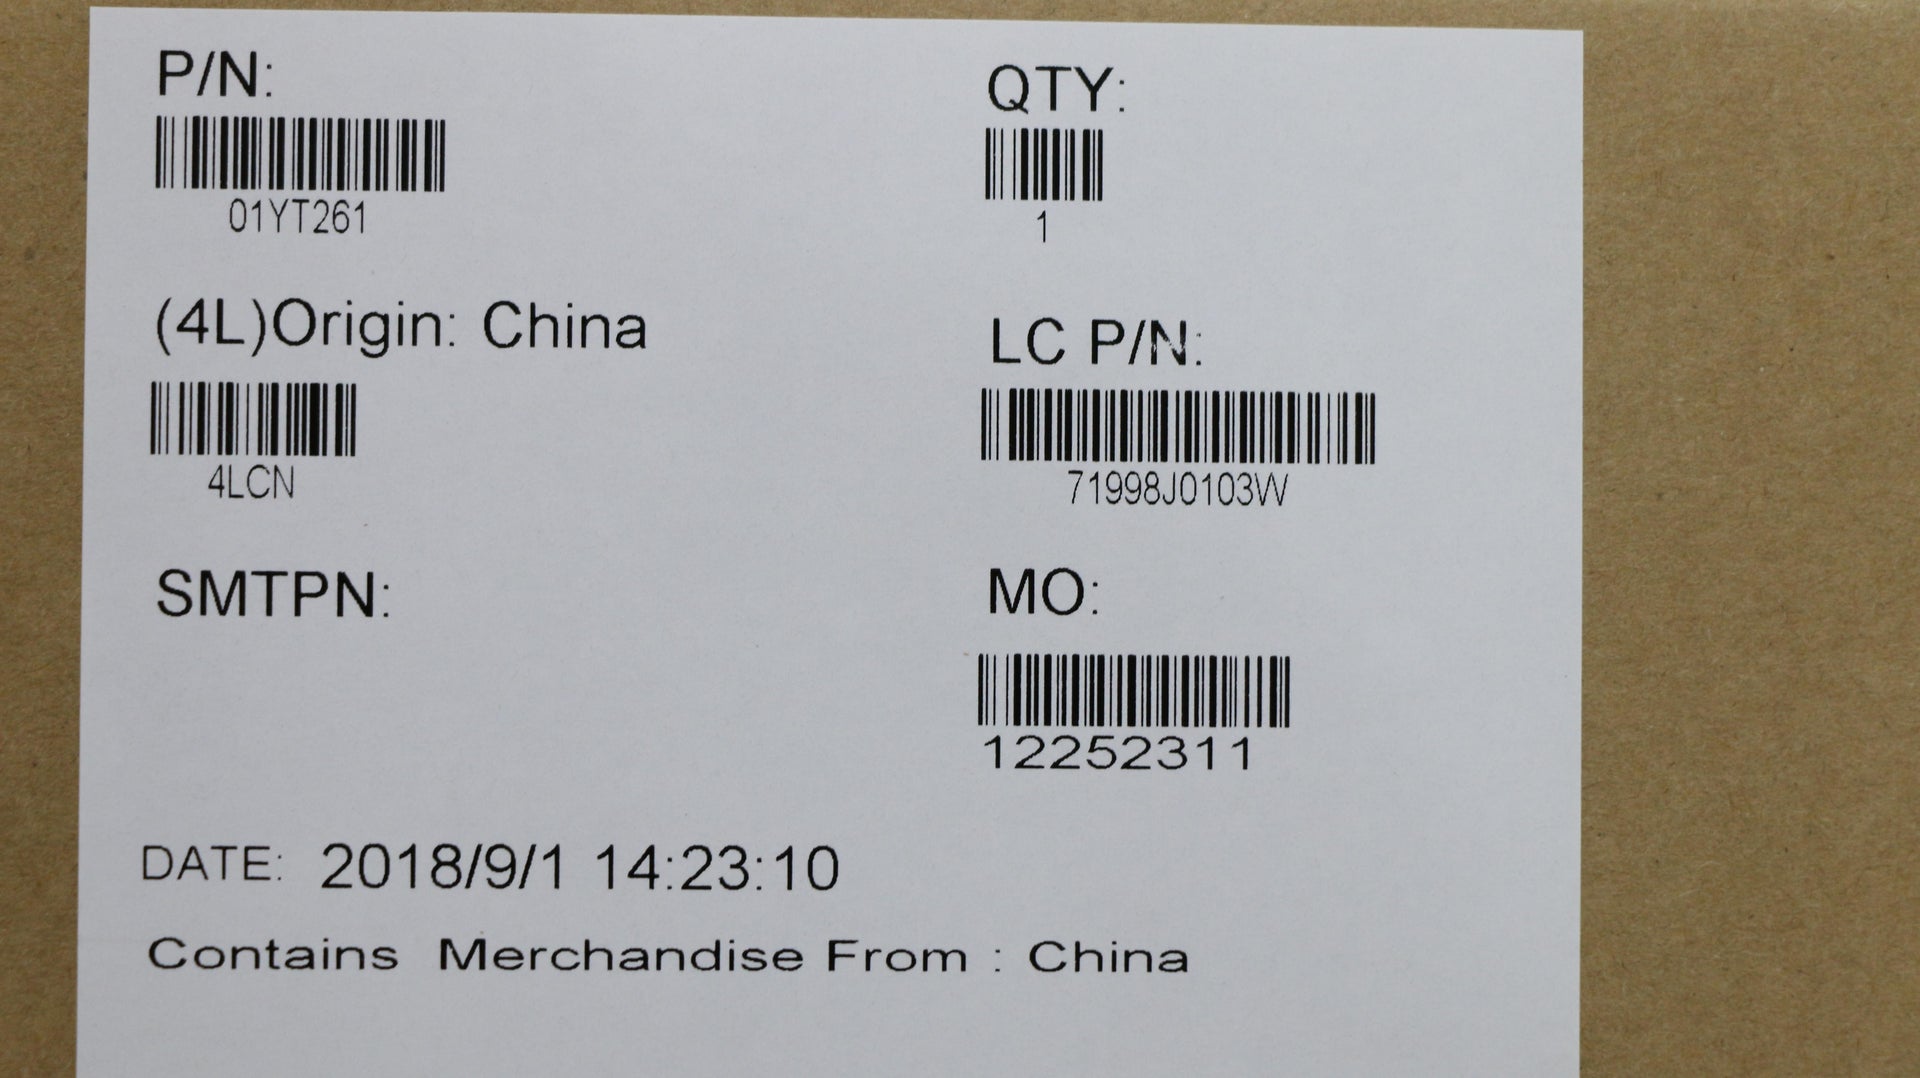 P/N:
01YT261
QTY:
1
(4L)Origin: China
4LCN
LC P/N:
71998J0103W
SMTPN:
MO:
12252311
DATE: 2018/9/1 14:23:10
Contains Merchandise From : China